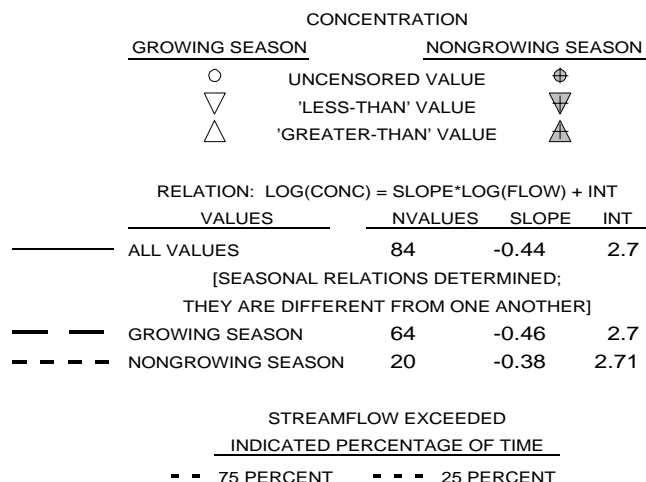 CONCENTRATION
GROWING SEASON NONGROWING SEASON
UNCENSORED VALUE
'LESS-THAN' VALUE
'GREATER-THAN' VALUE
RELATION: LOG(CONC) = SLOPE*LOG(FLOW) + INT
VALUES NVALUES SLOPE INT
ALL VALUES 84 -0.44 2.7
[SEASONAL RELATIONS DETERMINED;
THEY ARE DIFFERENT FROM ONE ANOTHER]
GROWING SEASON 64 -0.46 2.7
NONGROWING SEASON 20 -0.38 2.71
STREAMFLOW EXCEEDED
INDICATED PERCENTAGE OF TIME
75 PERCENT 25 PERCENT